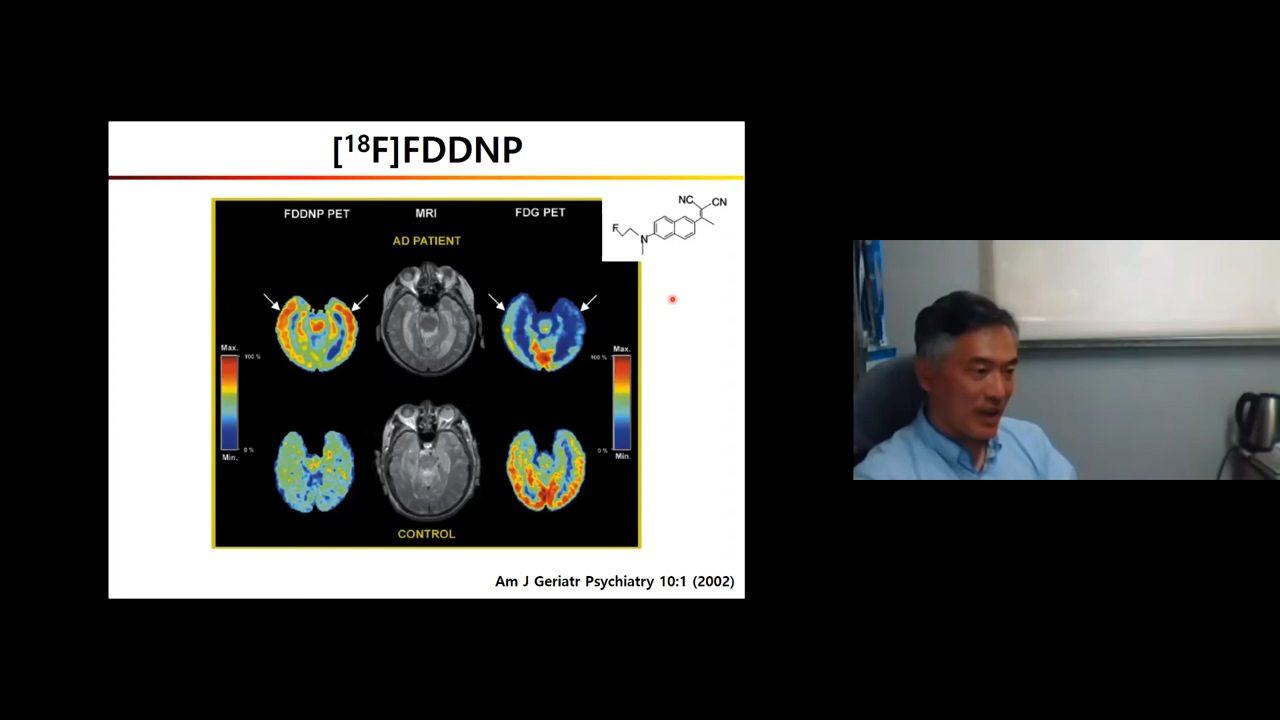 [¹⁸F]FDDNP
FDDNP PET MRI FDG PET
AD PATIENT
NC CN
F
N
Max. Max.
100 % 100 %
0 % 0 %
Min. Min.
CONTROL
Am J Geriatr Psychiatry 10:1 (2002)